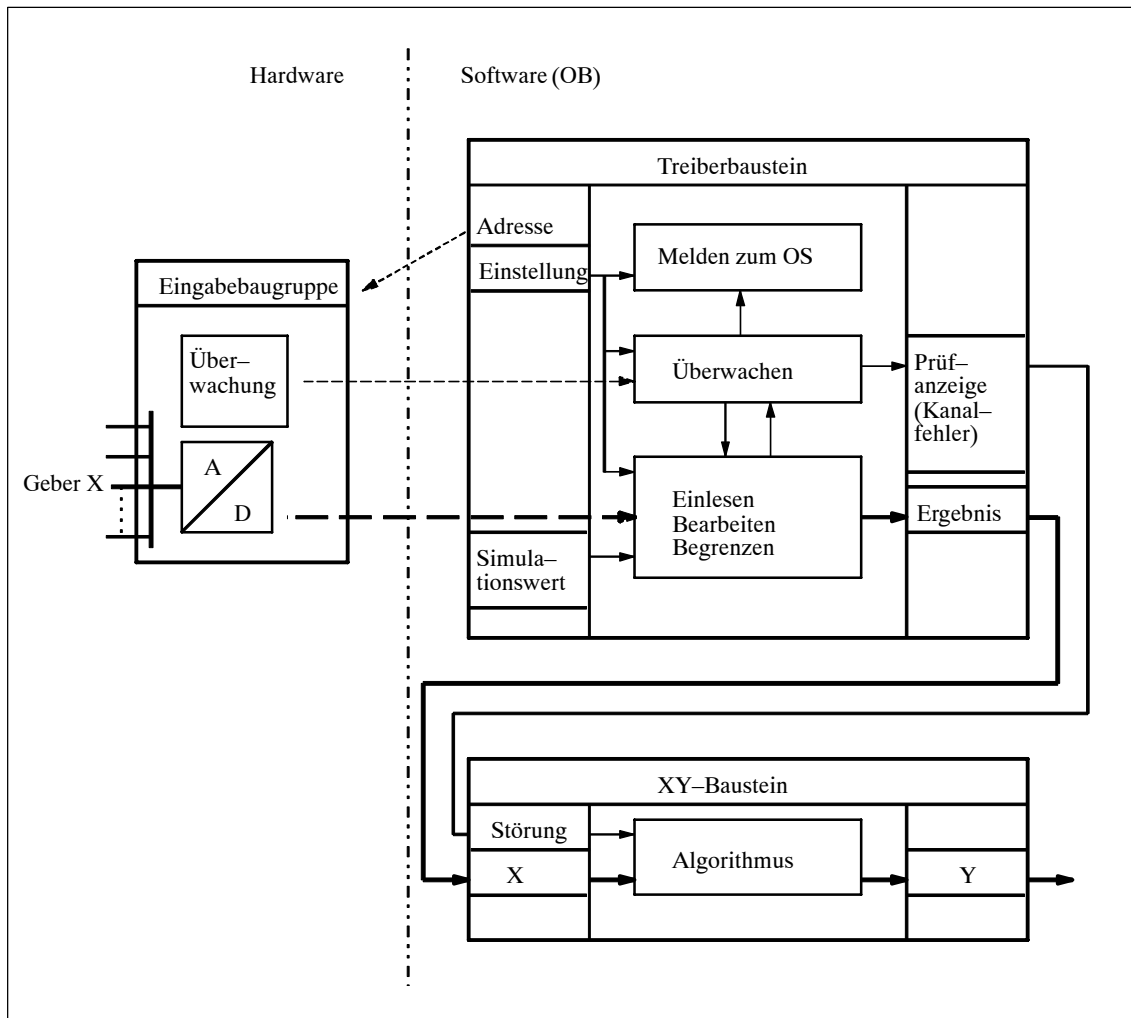 Hardware
Software (OB)
Treiberbaustein
Adresse
Einstellung
Melden zum OS
Eingabebaugruppe
Über–
wachung
Überwachen
Prüf–
anzeige
(Kanal–
fehler)
Geber X
A
D
Einlesen
Bearbeiten
Begrenzen
Ergebnis
Simula–
tionswert
XY–Baustein
Störung
X
Algorithmus
Y